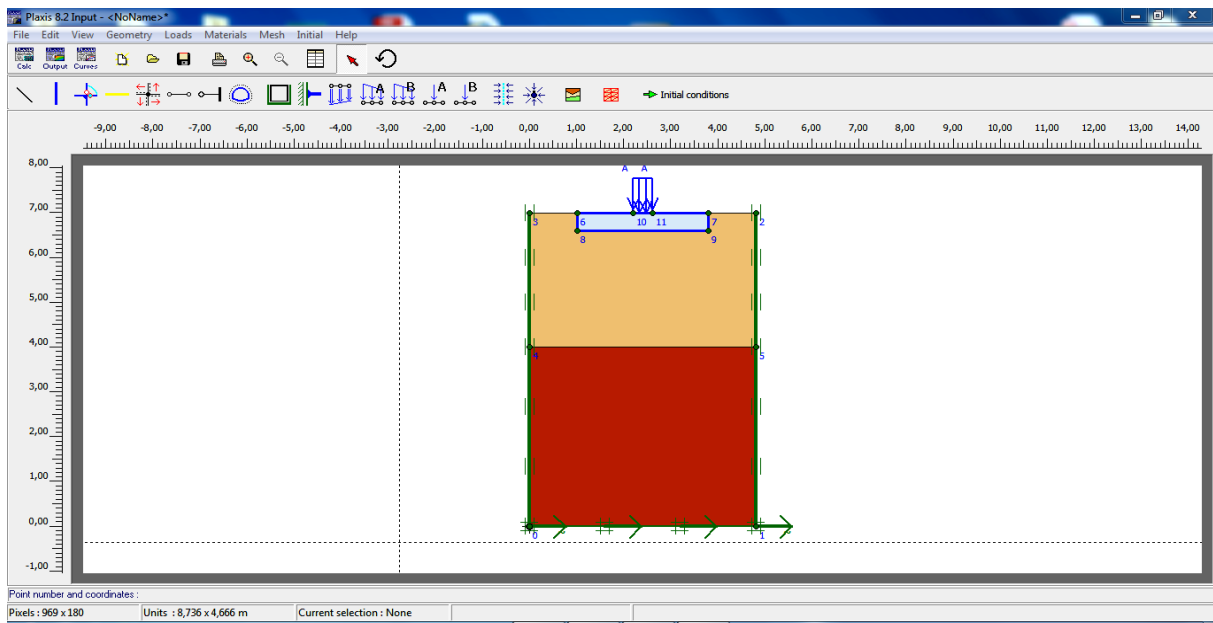 Plaxis 8.2 Input - <NoName>*
File Edit View Geometry Loads Materials Mesh Initial Help
Calc Output Curves
A B A B Initial conditions
-9,00 -8,00 -7,00 -6,00 -5,00 -4,00 -3,00 -2,00 -1,00 0,00 1,00 2,00 3,00 4,00 5,00 6,00 7,00 8,00 9,00 10,00 11,00 12,00 13,00 14,00
8,00
A A
7,00
3 6 10 11 7 2
8 9
6,00
5,00
4,00
4 5
3,00
2,00
1,00
0,00
0 1
-1,00
Point number and coordinates :
Pixels : 969 x 180 Units : 8,736 x 4,666 m Current selection : None